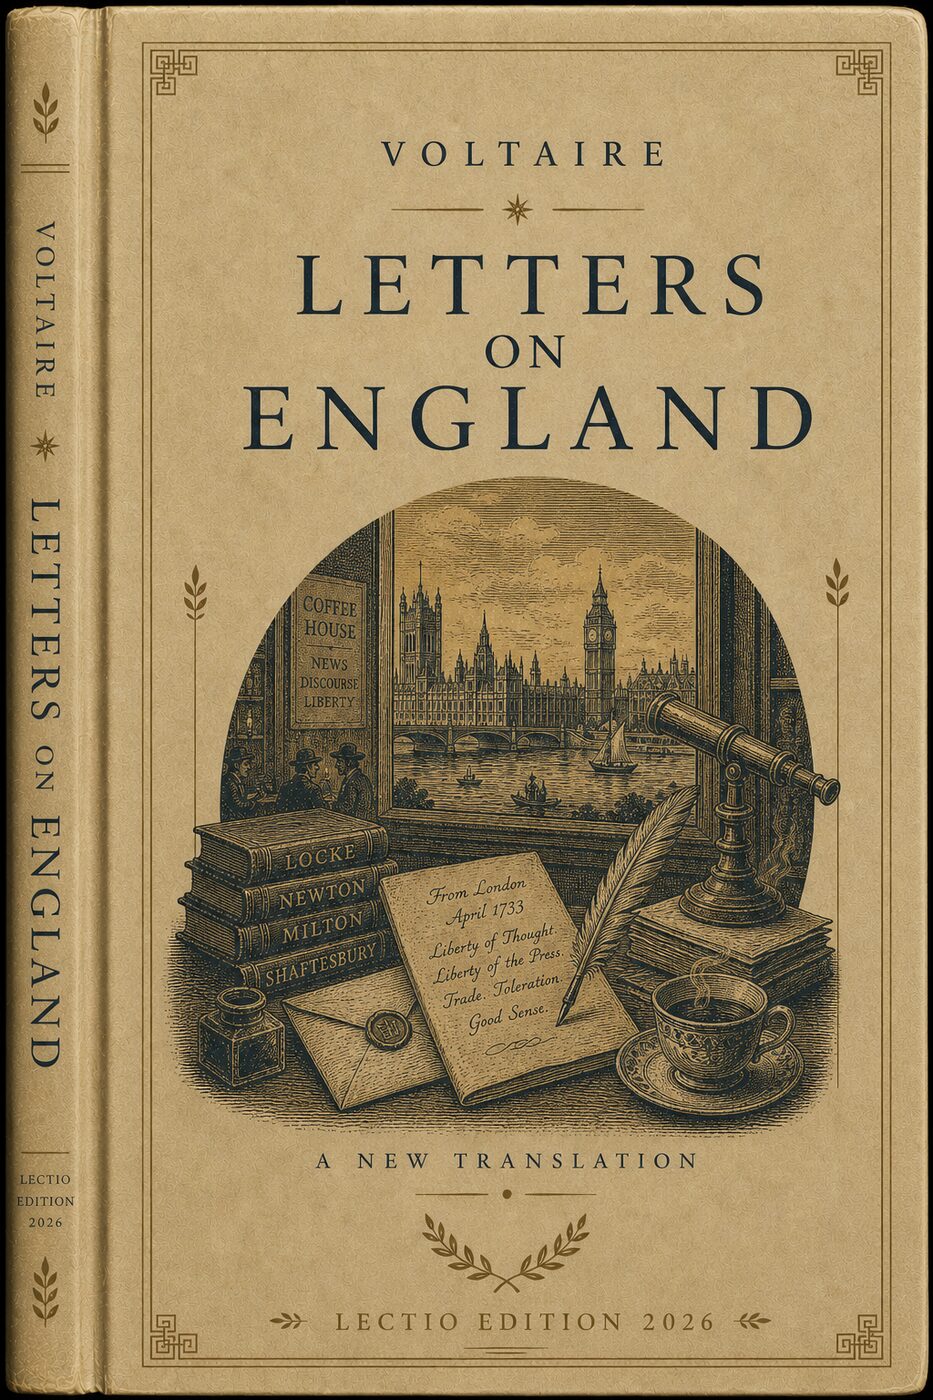 VOLTAIRE
LETTERS
ON
ENGLAND
COFFEE
HOUSE
NEWS
DISCOURSE
LIBERTY
LOCKE
NEWTON
MILTON
SHAFTESBURY
From London
April 1733
Liberty of Thought.
Liberty of the Press.
Trade. Toleration.
Good Sense.
A NEW TRANSLATION
LECTIO EDITION 2026
VOLTAIRE
LETTERS ON ENGLAND
LECTIO
EDITION
2026